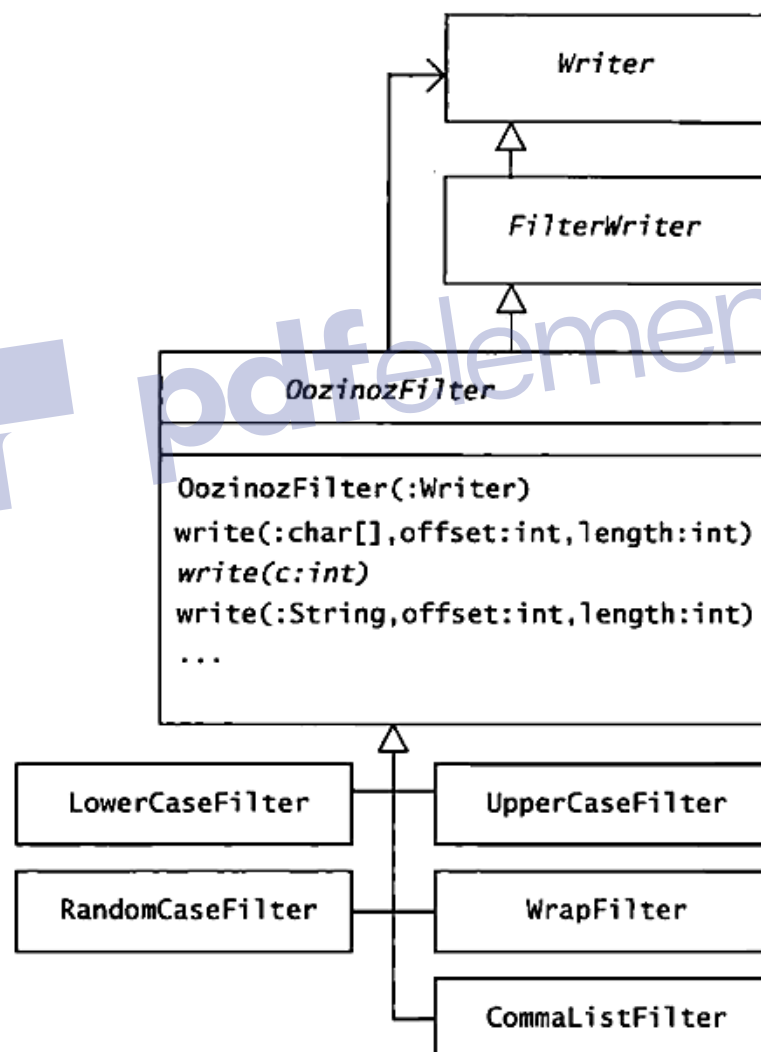 Writer
FilterWriter
pdfelemen
OozinozFilter
OozinozFilter(:Writer)
write(:char[],offset:int,length:int)
write(c:int)
write(:String,offset:int,length:int)
...
LowerCaseFilter
UpperCaseFilter
RandomCaseFilter
WrapFilter
CommaListFilter